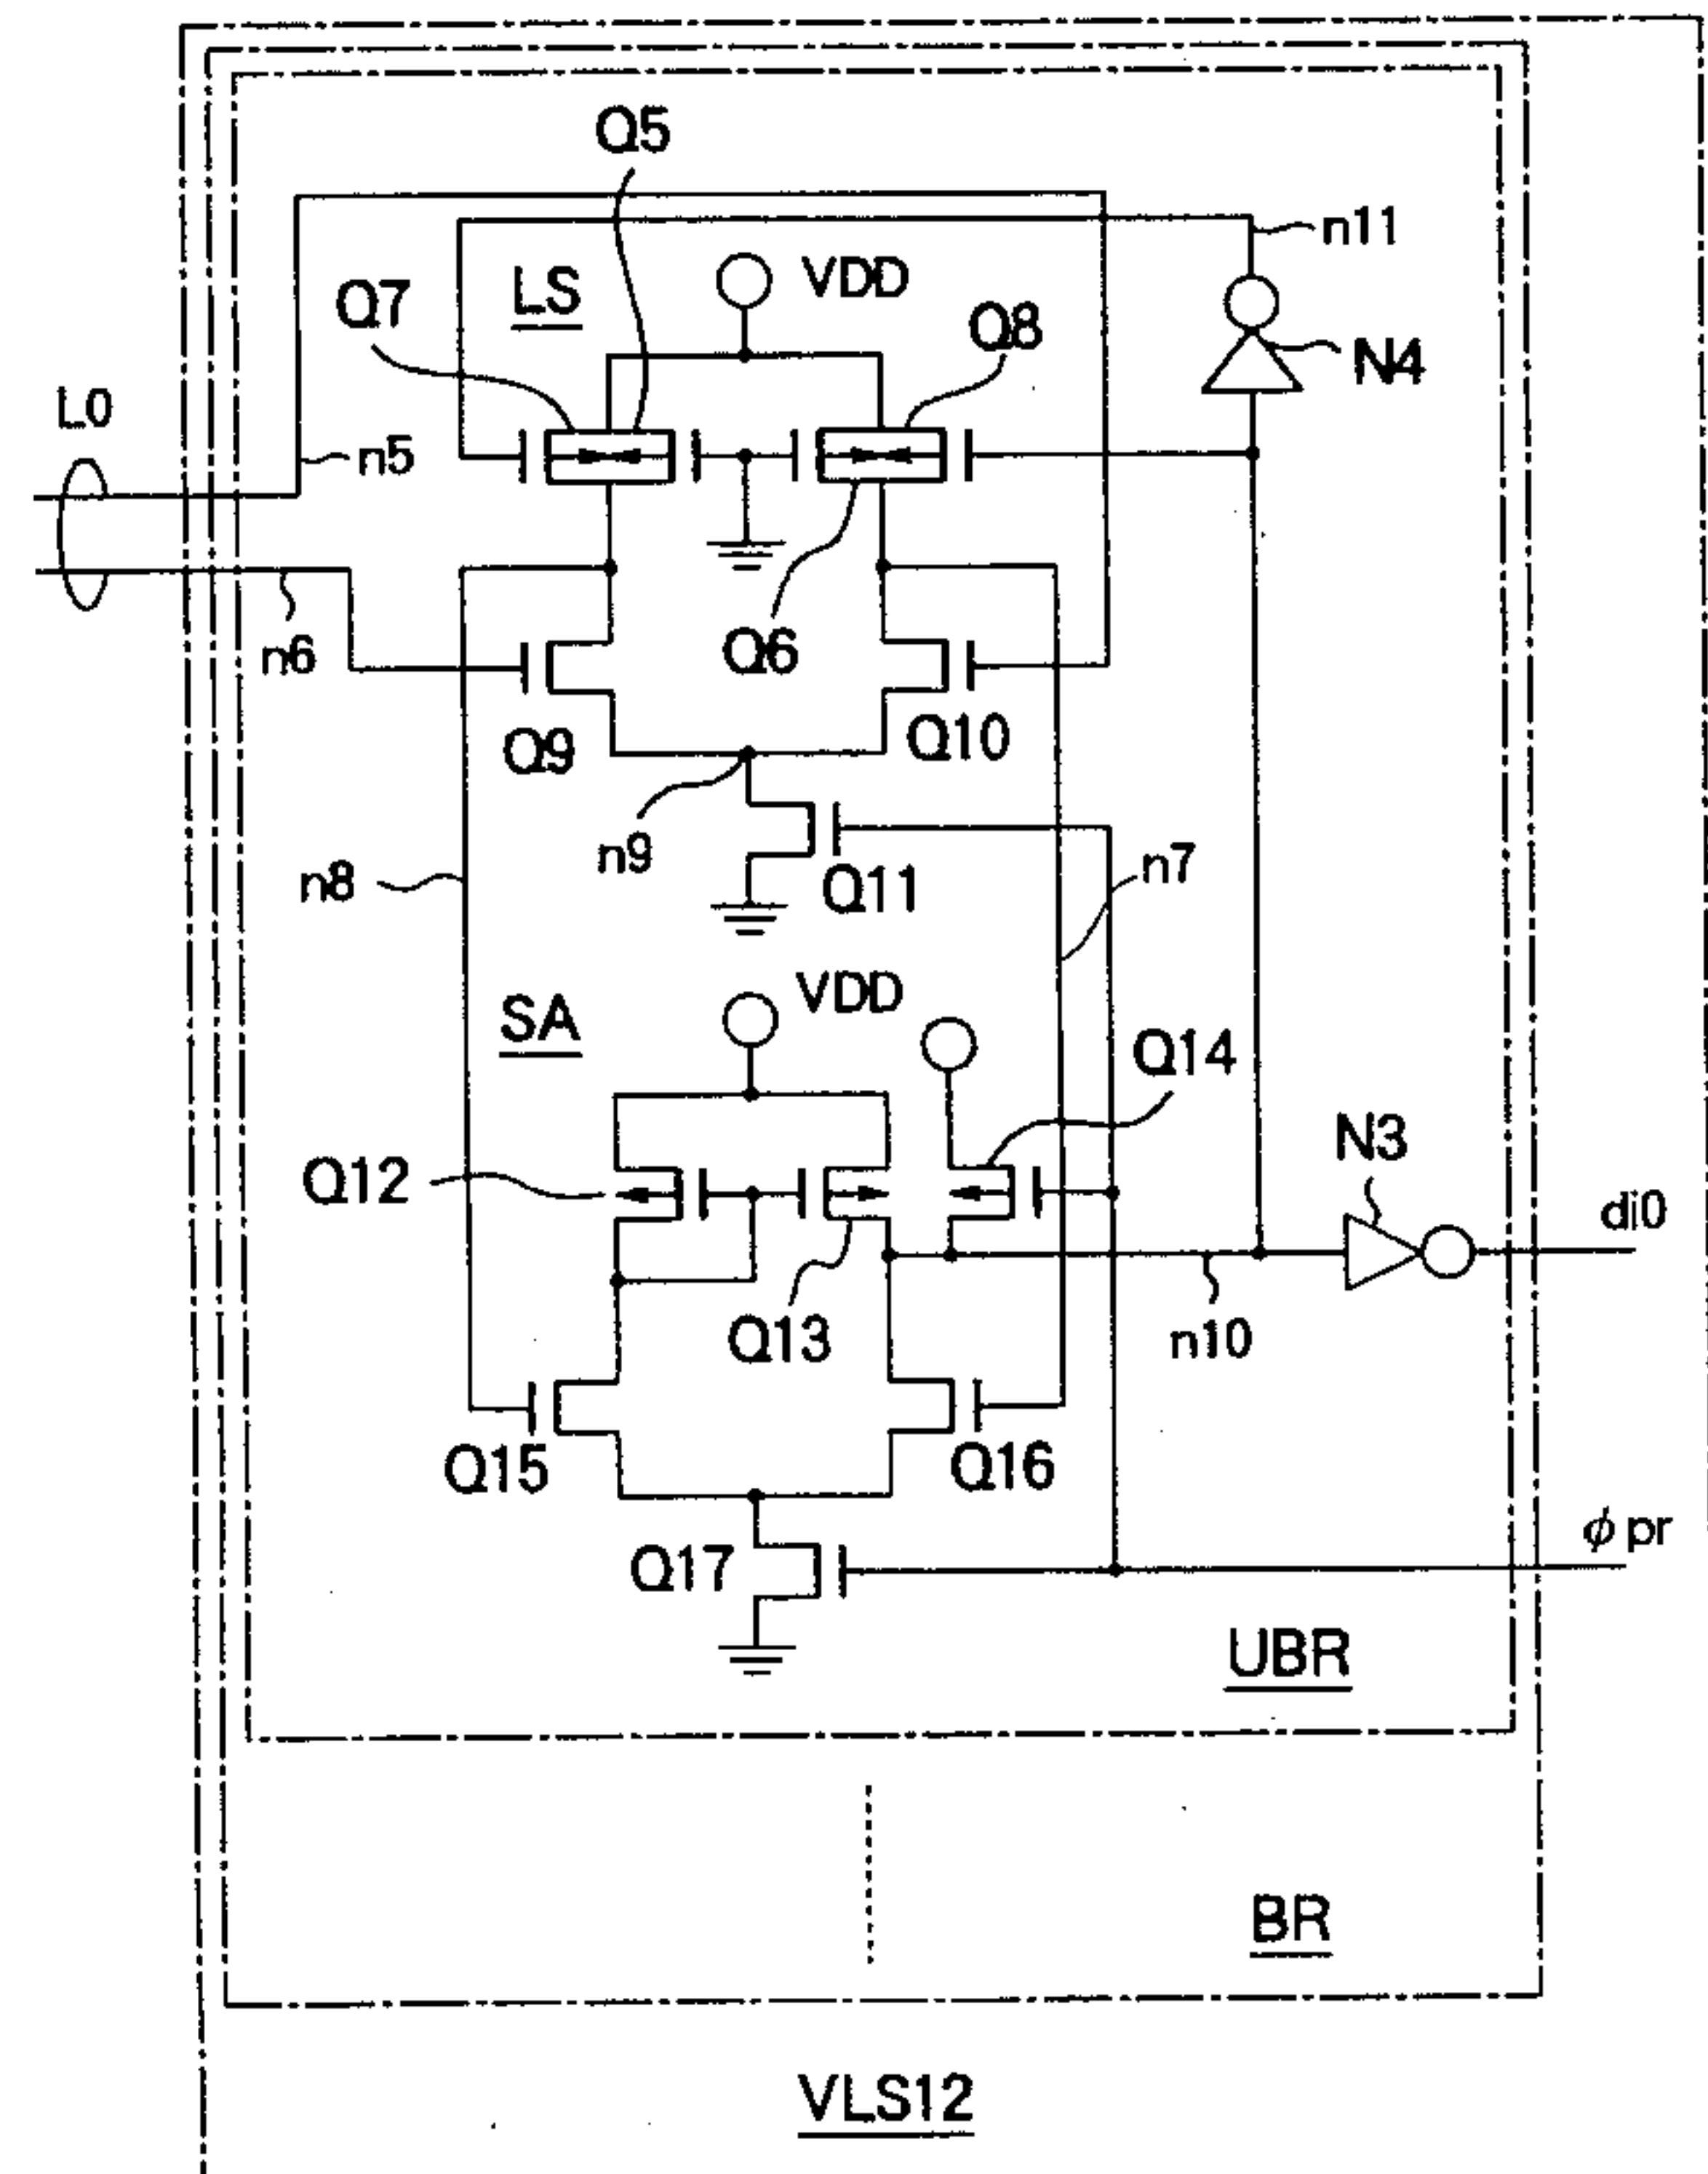 Q5
n11
LS
VDD
Q7
Q8
N4
L0
n5
n6
Q6
Q9
Q10
n9
n8
Q11
n7
SA
VDD
Q14
Q12
N3
di0
Q13
n10
Q15
Q16
Q17
ϕpr
UBR
BR
VLS12